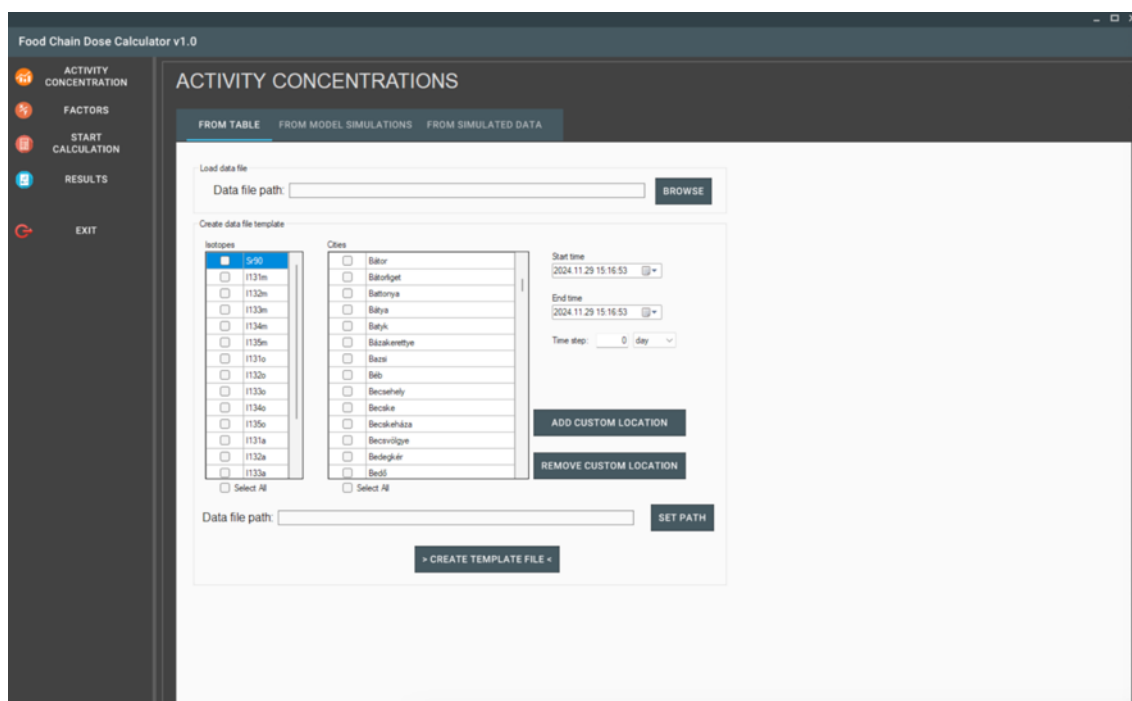 Food Chain Dose Calculator v1.0
ACTIVITY
CONCENTRATION
FACTORS
START
CALCULATION
RESULTS
EXIT
ACTIVITY CONCENTRATIONS
FROM TABLE FROM MODEL SIMULATIONS FROM SIMULATED DATA
Load data file
Data file path: BROWSE
Create data file template
Isotopes
Sr90
I131m
I132m
I133m
I134m
I135m
I131o
I132o
I133o
I134o
I135o
I131a
I132a
I133a
Select All
Cities
Bátor
Bátorliget
Battonya
Bátya
Batyk
Bázakerettye
Bazsi
Béb
Becsehely
Becske
Becskeháza
Becsvölgye
Bedegkér
Bedő
Select All
Start time
2024.11.29 15:16:53
End time
2024.11.29 15:16:53
Time step: 0 day
ADD CUSTOM LOCATION
REMOVE CUSTOM LOCATION
Data file path: SET PATH
> CREATE TEMPLATE FILE <